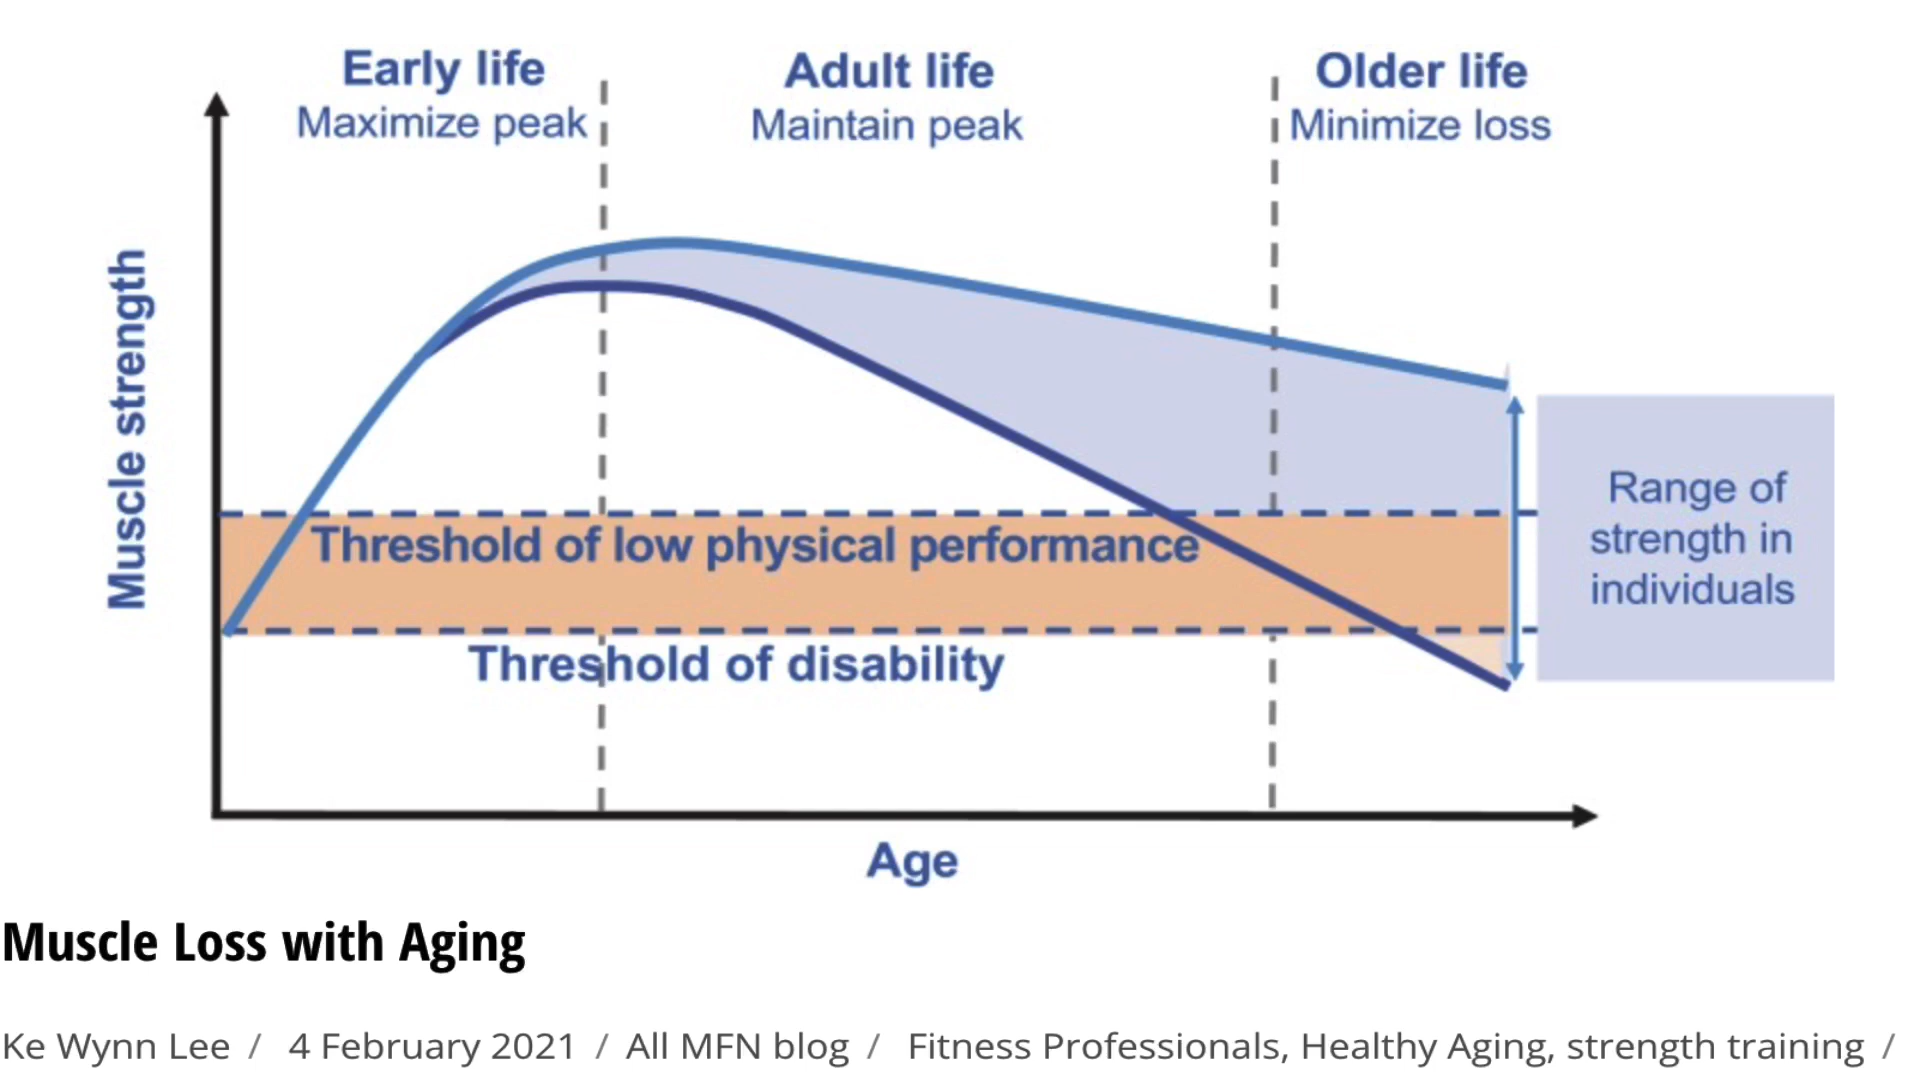 Early life
Maximize peak
Adult life
Maintain peak
Older life
Minimize loss
Muscle strength
Threshold of low physical performance
Threshold of disability
Range of
strength in
individuals
Age
Muscle Loss with Aging
Ke Wynn Lee / 4 February 2021 / All MFN blog / Fitness Professionals, Healthy Aging, strength training /